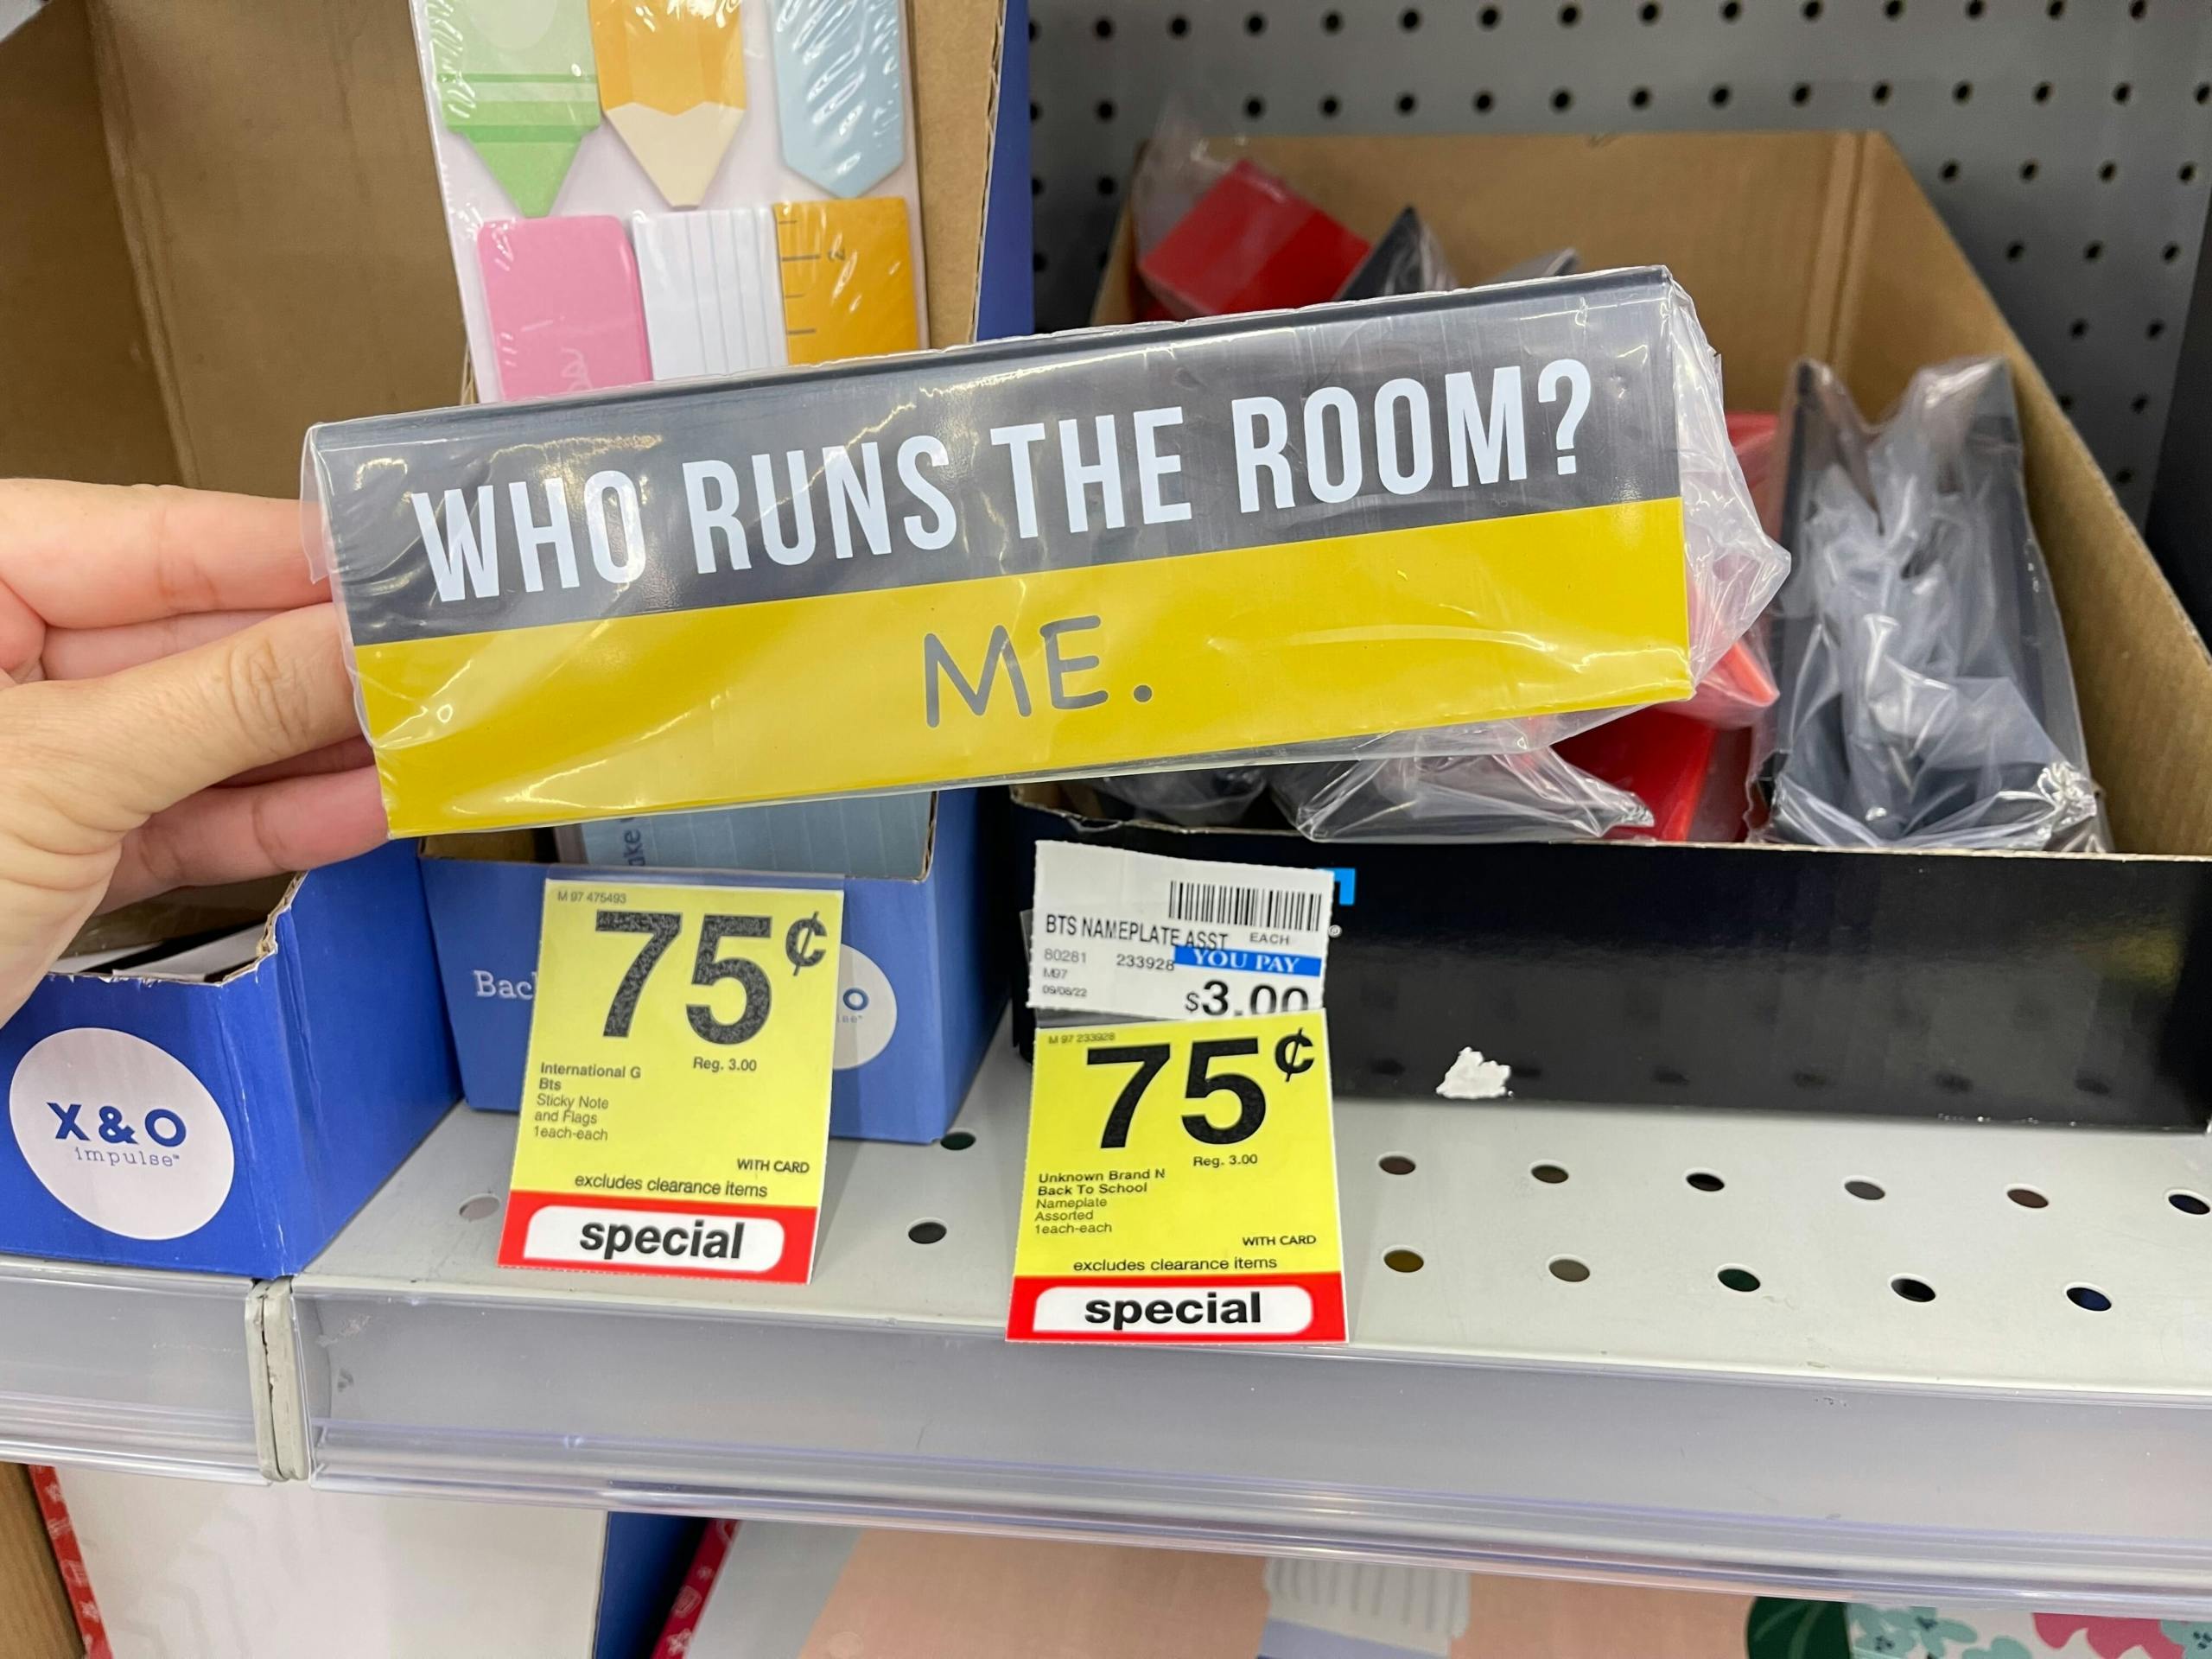 WHO RUNS THE ROOM?
ME.
M 97 475493
75¢
Reg. 3.00
International G
Bts
Sticky Note
and Flags
1each-each
WITH CARD
excludes clearance items
special
BTS NAMEPLATE ASST
EACH
80281 233928
YOU PAY
M97
09/08/22
$3.00
M 97 233928
75¢
Reg. 3.00
Unknown Brand N
Back To School
Nameplate
Assorted
1each-each
WITH CARD
excludes clearance items
special
X & O
impulse™